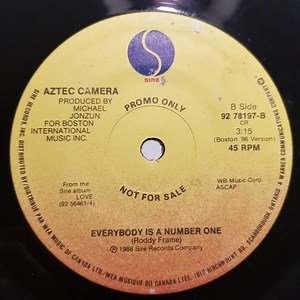 SIRE
AZTEC CAMERA
PRODUCED BY
MICHAEL
JONZUN
FOR BOSTON
INTERNATIONAL
MUSIC INC.
PROMO ONLY
B Side
92 78197-B
CR
3:15
(Boston '86 Version)
45 RPM
NOT FOR SALE
From the
Sire album
LOVE
(92 56461/4)
WB Music Corp
ASCAP
EVERYBODY IS A NUMBER ONE
(Roddy Frame)
℗ 1988 Sire Records Company